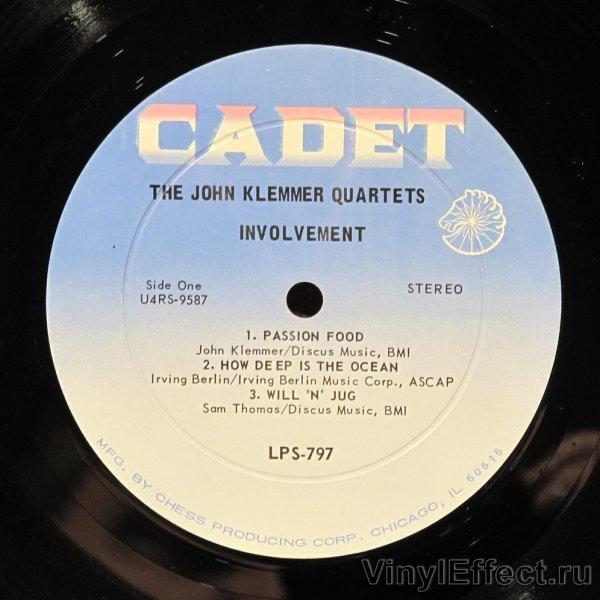 CADET
THE JOHN KLEMMER QUARTETS
INVOLVEMENT
Side One
U4RS-9587
STEREO
1. PASSION FOOD
John Klemmer/Discus Music, BMI
2. HOW DEEP IS THE OCEAN
Irving Berlin/Irving Berlin Music Corp., ASCAP
3. WILL 'N' JUG
Sam Thomas/Discus Music, BMI
LPS-797
MFG. BY CHESS PRODUCING CORP. CHICAGO, IL 60616
VinylEffect.ru